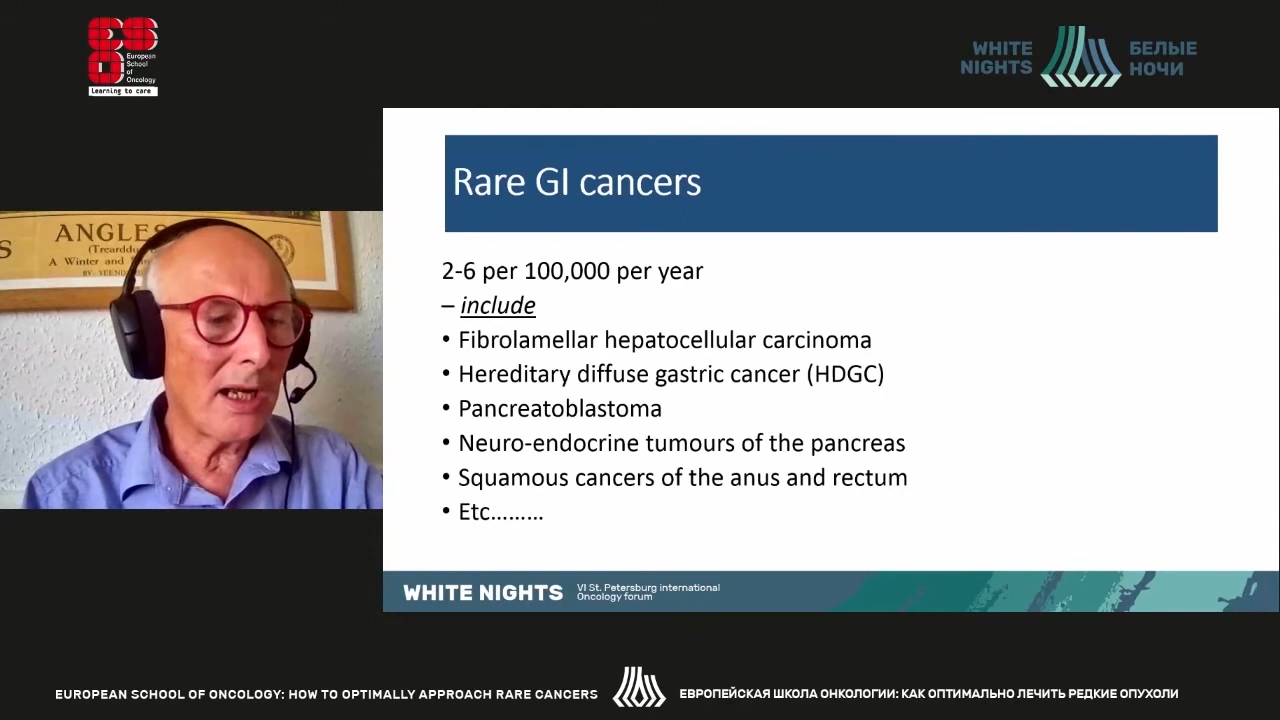 European
School
of
Oncology
Learning to care
WHITE
NIGHTS
БЕЛЫЕ
НОЧИ
Rare GI cancers
2-6 per 100,000 per year
– include
• Fibrolamellar hepatocellular carcinoma
• Hereditary diffuse gastric cancer (HDGC)
• Pancreatoblastoma
• Neuro-endocrine tumours of the pancreas
• Squamous cancers of the anus and rectum
• Etc.........
S
ANGLES
(Treardd
A Winter and
BY
WHITE NIGHTS
VI St. Petersburg international
Oncology forum
EUROPEAN SCHOOL OF ONCOLOGY: HOW TO OPTIMALLY APPROACH RARE CANCERS
ЕВРОПЕЙСКАЯ ШКОЛА ОНКОЛОГИИ: КАК ОПТИМАЛЬНО ЛЕЧИТЬ РЕДКИЕ ОПУХОЛИ